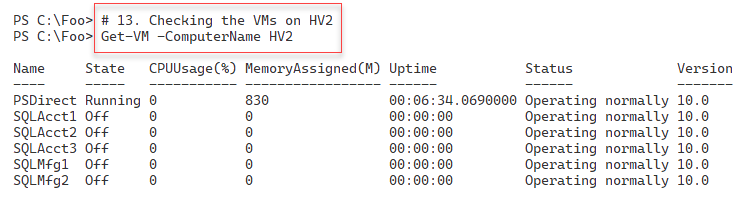 PS C:\Foo> # 13. Checking the VMs on HV2
PS C:\Foo> Get-VM -ComputerName HV2
Name     State   CPUUsage(%) MemoryAssigned(M) Uptime           Status             Version
----     -----   ----------- ----------------- ------           ------             -------
PSDirect Running 0           830               00:06:34.0690000 Operating normally 10.0
SQLAcct1 Off     0           0                 00:00:00         Operating normally 10.0
SQLAcct2 Off     0           0                 00:00:00         Operating normally 10.0
SQLAcct3 Off     0           0                 00:00:00         Operating normally 10.0
SQLMfg1  Off     0           0                 00:00:00         Operating normally 10.0
SQLMfg2  Off     0           0                 00:00:00         Operating normally 10.0